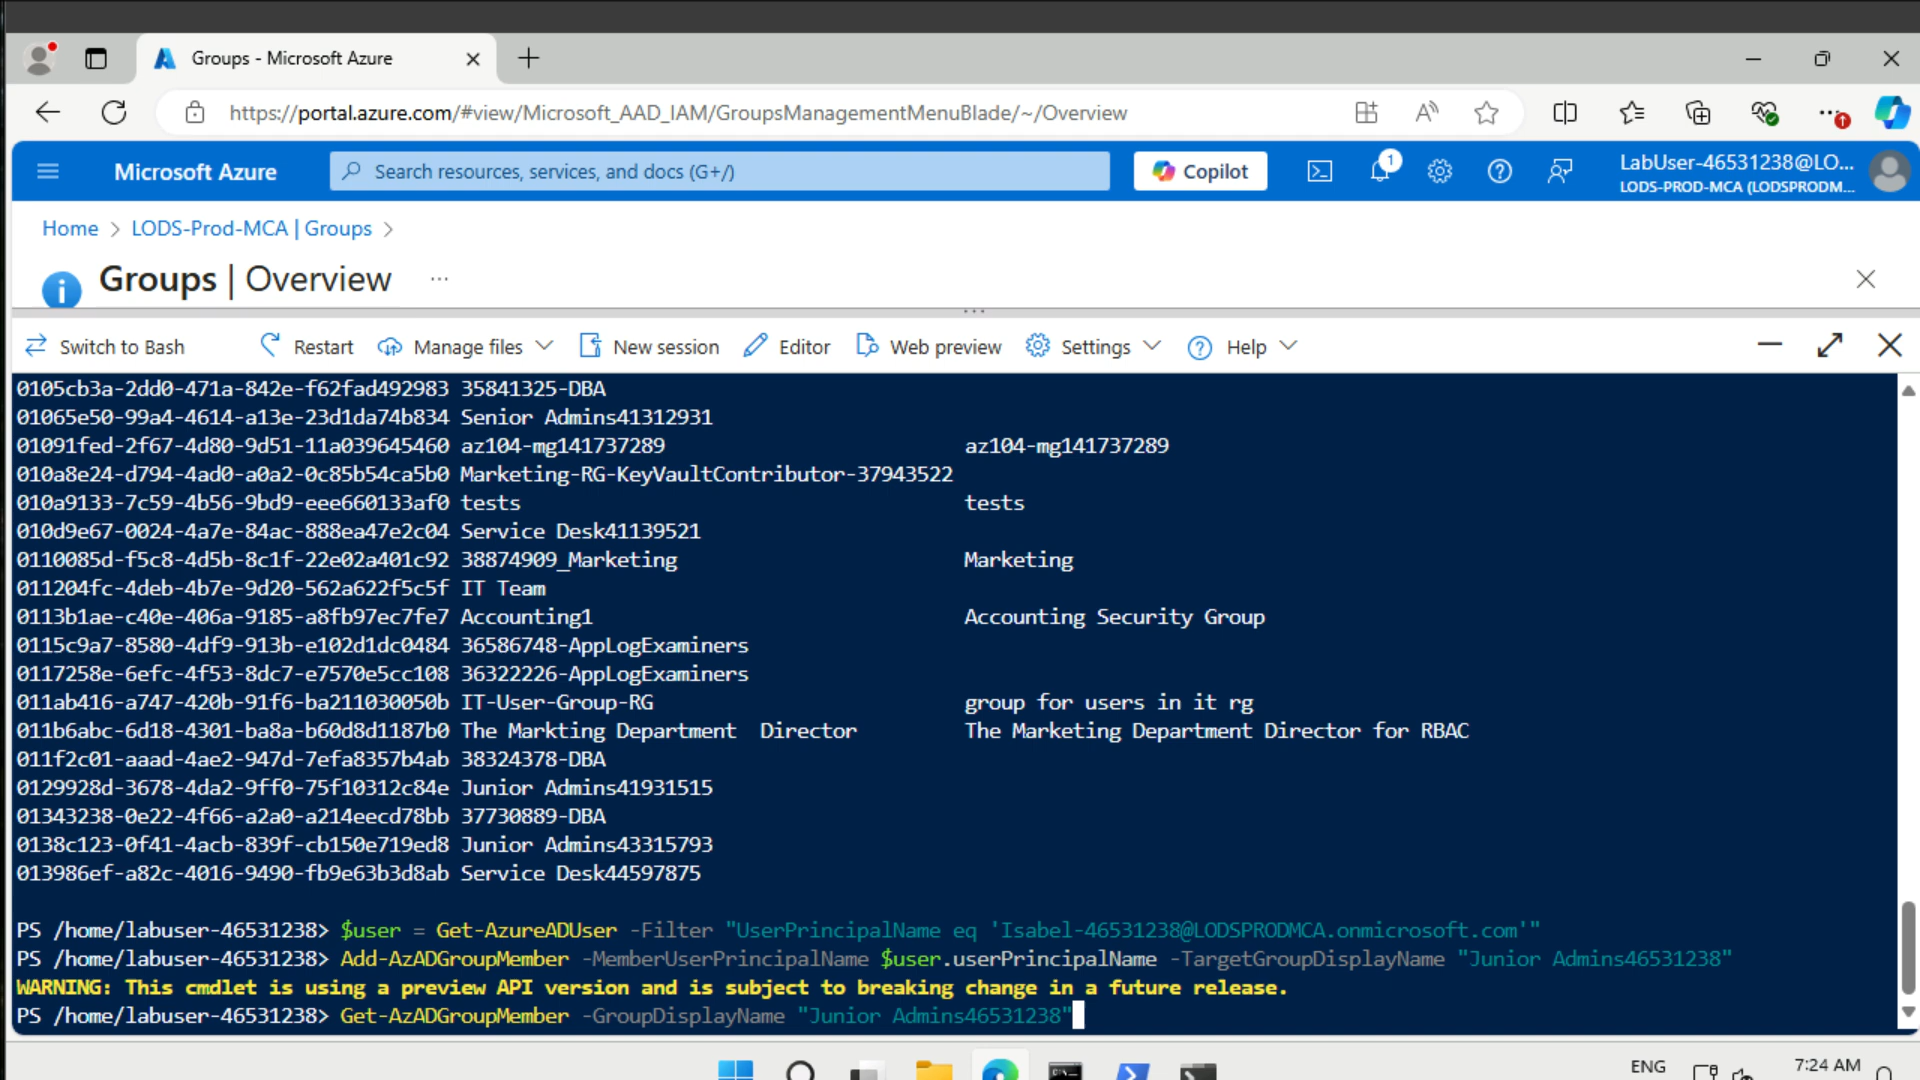 Groups - Microsoft Azure
https://portal.azure.com/#view/Microsoft_AAD_IAM/GroupsManagementMenuBlade/~/Overview
Microsoft Azure
Search resources, services, and docs (G+/)
Copilot
1
LabUser-46531238@LO...
LODS-PROD-MCA (LODSPRODM...
Home > LODS-Prod-MCA | Groups >
Groups | Overview ...
Switch to Bash
Restart
Manage files
New session
Editor
Web preview
Settings
Help
0105cb3a-2dd0-471a-842e-f62fad492983 35841325-DBA
01065e50-99a4-4614-a13e-23d1da74b834 Senior Admins41312931
01091fed-2f67-4d80-9d51-11a039645460 az104-mg141737289 az104-mg141737289
010a8e24-d794-4ad0-a0a2-0c85b54ca5b0 Marketing-RG-KeyVaultContributor-37943522
010a9133-7c59-4b56-9bd9-eee660133af0 tests tests
010d9e67-0024-4a7e-84ac-888ea47e2c04 Service Desk41139521
0110085d-f5c8-4d5b-8c1f-22e02a401c92 38874909_Marketing Marketing
011204fc-4deb-4b7e-9d20-562a622f5c5f IT Team
0113b1ae-c40e-406a-9185-a8fb97ec7fe7 Accounting1 Accounting Security Group
0115c9a7-8580-4df9-913b-e102d1dc0484 36586748-AppLogExaminers
0117258e-6efc-4f53-8dc7-e7570e5cc108 36322226-AppLogExaminers
011ab416-a747-420b-91f6-ba211030050b IT-User-Group-RG group for users in it rg
011b6abc-6d18-4301-ba8a-b60d8d1187b0 The Markting Department  Director The Marketing Department Director for RBAC
011f2c01-aaad-4ae2-947d-7efa8357b4ab 38324378-DBA
0129928d-3678-4da2-9ff0-75f10312c84e Junior Admins41931515
01343238-0e22-4f66-a2a0-a214eecd78bb 37730889-DBA
0138c123-0f41-4acb-839f-cb150e719ed8 Junior Admins43315793
013986ef-a82c-4016-9490-fb9e63b3d8ab Service Desk44597875
PS /home/labuser-46531238> $user = Get-AzureADUser -Filter "UserPrincipalName eq 'Isabel-46531238@LODSPRODMCA.onmicrosoft.com'"
PS /home/labuser-46531238> Add-AzADGroupMember -MemberUserPrincipalName $user.userPrincipalName -TargetGroupDisplayName "Junior Admins46531238"
WARNING: This cmdlet is using a preview API version and is subject to breaking change in a future release.
PS /home/labuser-46531238> Get-AzADGroupMember -GroupDisplayName "Junior Admins46531238"
ENG
7:24 AM